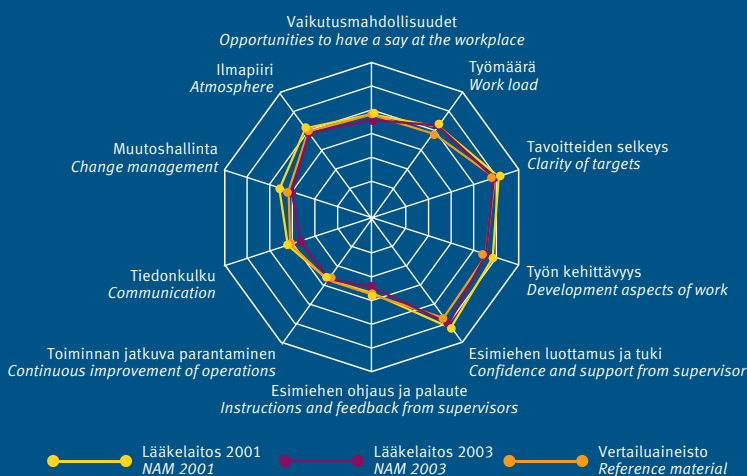 Vaikutusmahdollisuudet
Opportunities to have a say at the workplace
Työmäärä
Work load
Tavoitteiden selkeys
Clarity of targets
Työn kehittävyys
Development aspects of work
Esimiehen luottamus ja tuki
Confidence and support from supervisor
Esimiehen ohjaus ja palaute
Instructions and feedback from supervisors
Toiminnan jatkuva parantaminen
Continuous improvement of operations
Tiedonkulku
Communication
Muutoshallinta
Change management
Ilmapiiri
Atmosphere
Lääkelaitos 2001
NAM 2001
Lääkelaitos 2003
NAM 2003
Vertailuaineisto
Reference material